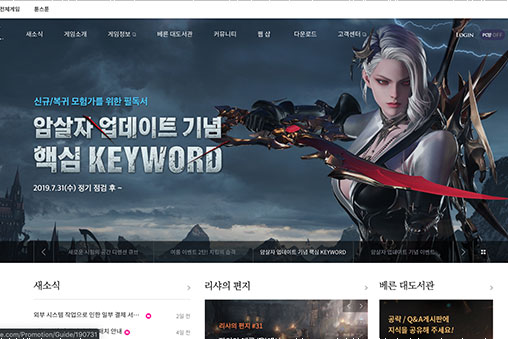 전체게임 툰스툰
새소식 게임소개 게임정보 베른 대도서관 커뮤니티 웹 샵 다운로드 고객센터 LOGIN PC방 OFF
신규/복귀 모험가를 위한 필독서
암살자 업데이트 기념
핵심 KEYWORD
2019.7.31(수) 정기 점검 후 ~
여름 이벤트 2탄! 암살자 업데이트 기념 핵심 KEYWORD 암살자 업데이트 기념 이벤트
새소식 리샤의 편지 베른 대도서관
외부 시스템 작업으로 인한 일부 결제 서... 2일 전
리샤의 편지 #31
공략 / Q&A게시판에
지식을 공유해 주세요!
패치 안내 4일 전
e.com/Promotion/Guide/190731